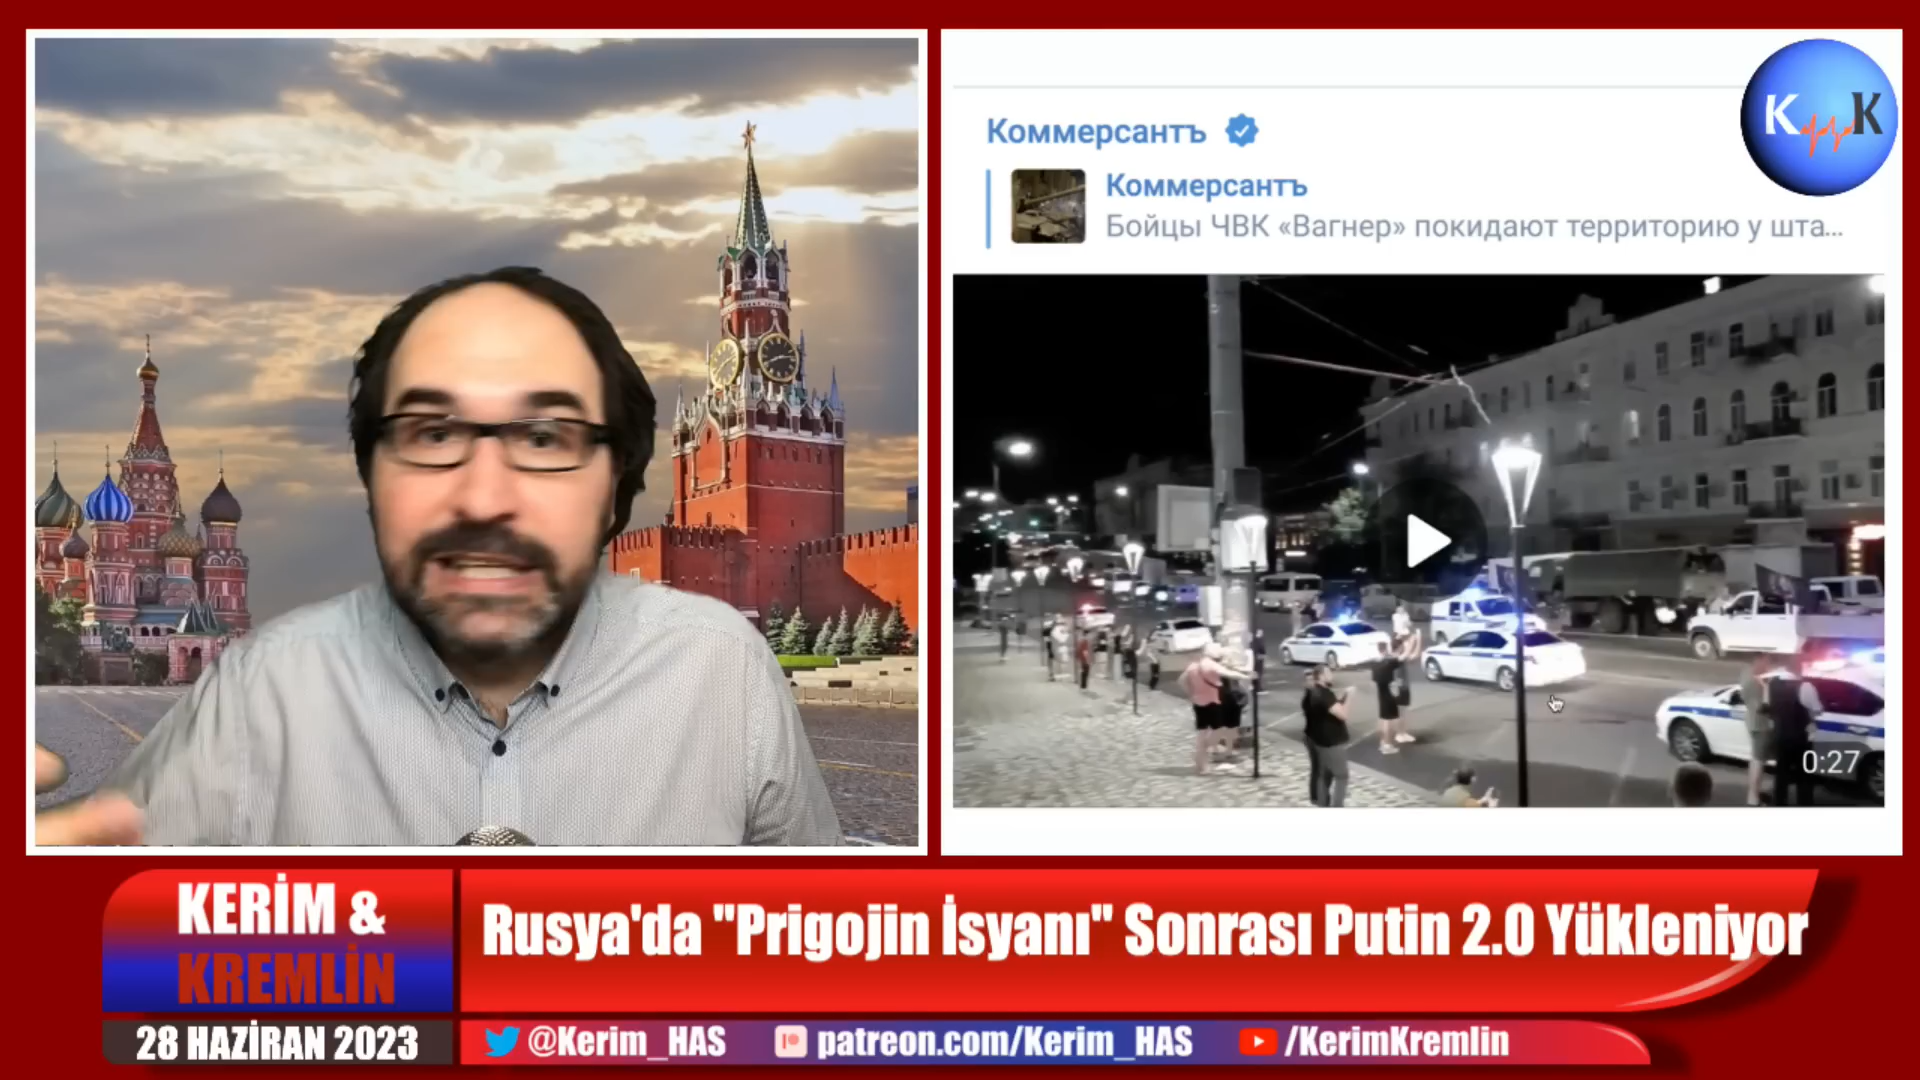 K K
Коммерсантъ
Коммерсантъ
Бойцы ЧВК «Вагнер» покидают территорию у шта...
0:27
KERİM &
KREMLİN
Rusya'da "Prigojin İsyanı" Sonrası Putin 2.0 Yükleniyor
28 HAZİRAN 2023
@Kerim_HAS
patreon.com/Kerim_HAS
/KerimKremlin